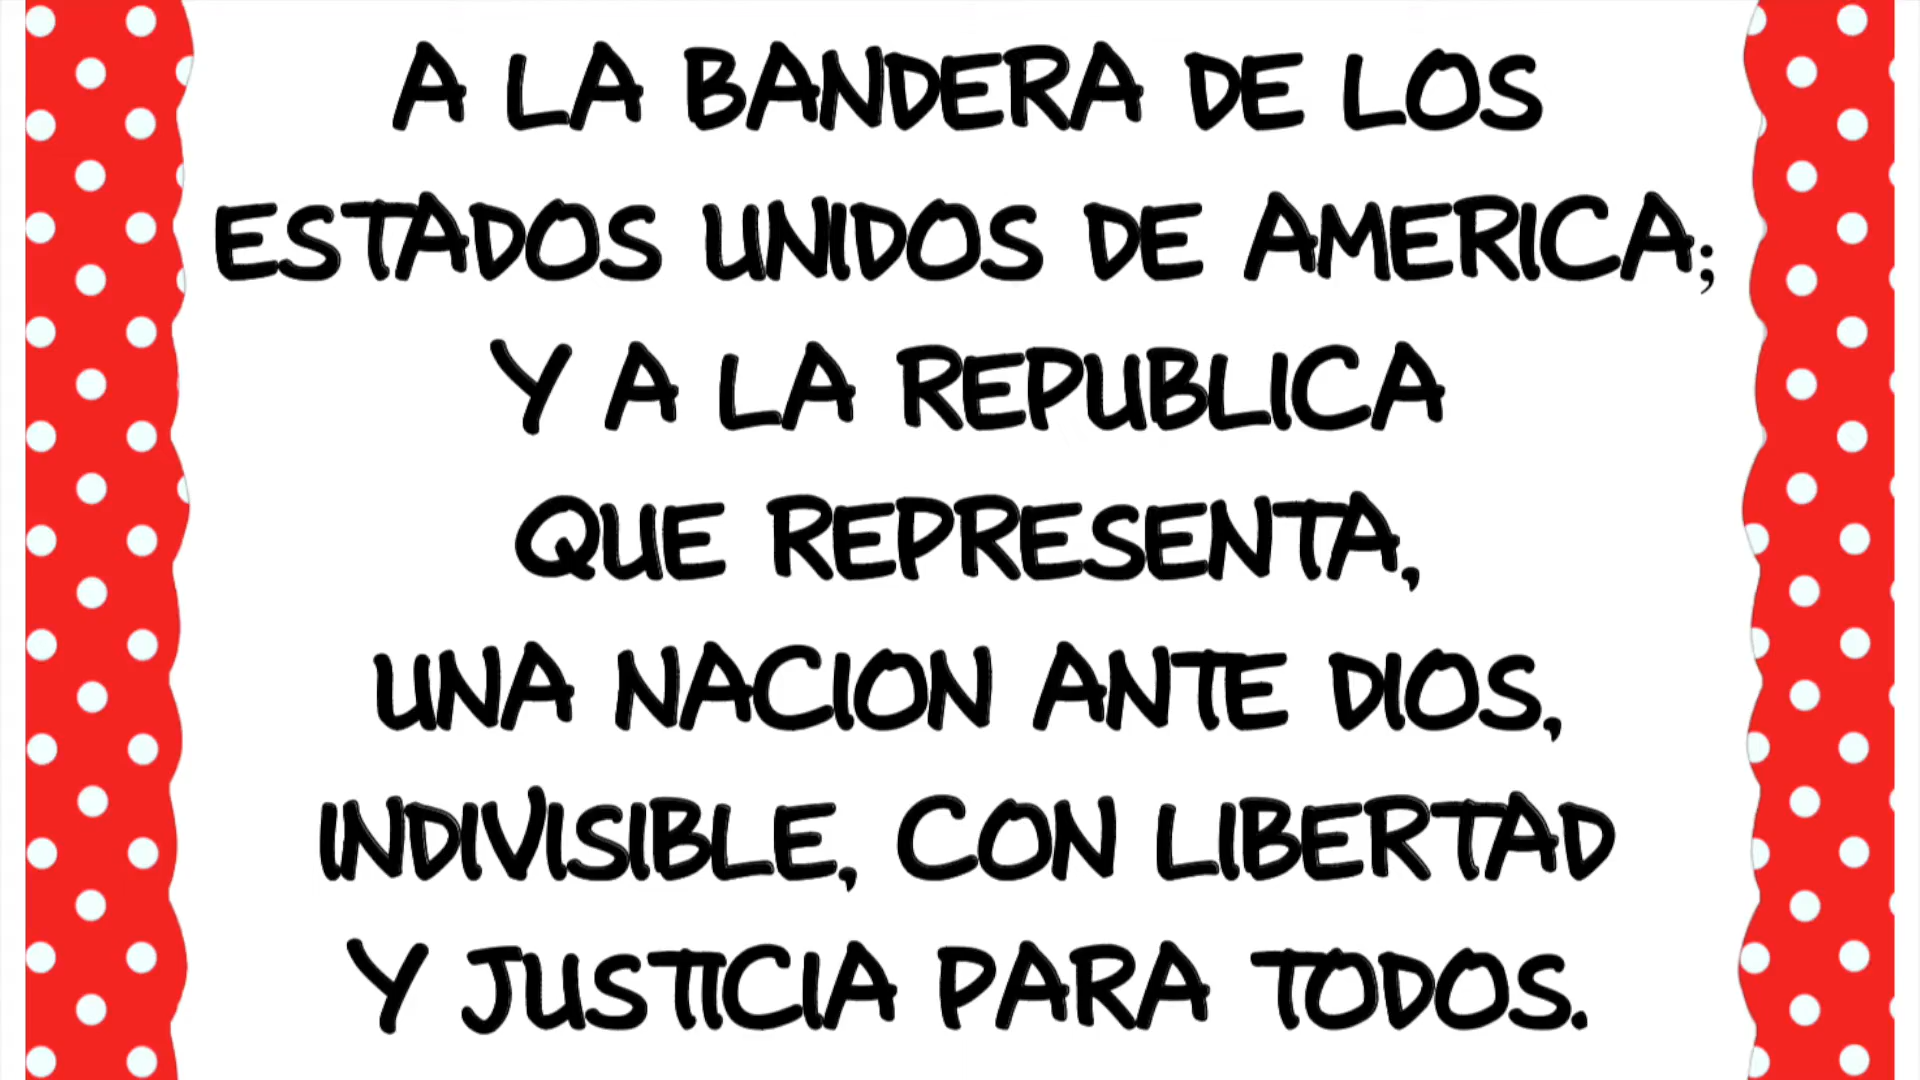 A LA BANDERA DE LOS
ESTADOS UNIDOS DE AMERICA;
Y A LA REPUBLICA
QUE REPRESENTA,
UNA NACION ANTE DIOS,
INDIVISIBLE, CON LIBERTAD
Y JUSTICIA PARA TODOS.